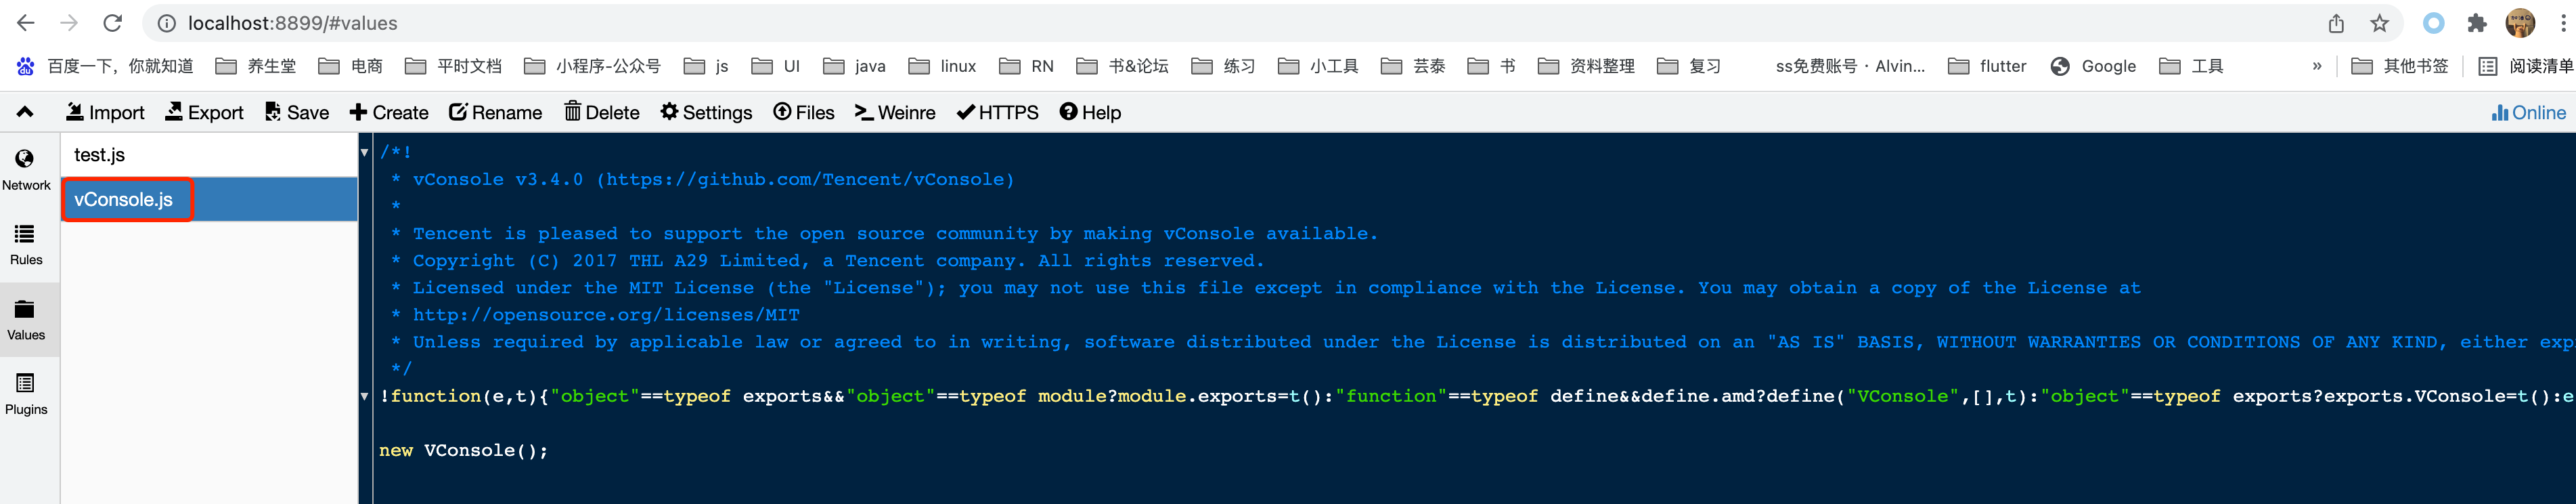 localhost:8899/#values
百度一下，你就知道 养生堂 电商 平时文档 小程序-公众号 js UI java linux RN 书&论坛 练习 小工具 芸泰 书 资料整理 复习 ss免费账号 · Alvin... flutter Google 工具 » 其他书签 阅读清单
Import Export Save Create Rename Delete Settings Files Weinre HTTPS Help Online
Network
Rules
Values
Plugins
test.js
vConsole.js
/*!
* vConsole v3.4.0 (https://github.com/Tencent/vConsole)
*
* Tencent is pleased to support the open source community by making vConsole available.
* Copyright (C) 2017 THL A29 Limited, a Tencent company. All rights reserved.
* Licensed under the MIT License (the "License"); you may not use this file except in compliance with the License. You may obtain a copy of the License at
* http://opensource.org/licenses/MIT
* Unless required by applicable law or agreed to in writing, software distributed under the License is distributed on an "AS IS" BASIS, WITHOUT WARRANTIES OR CONDITIONS OF ANY KIND, either exp
*/
!function(e,t){"object"==typeof exports&&"object"==typeof module?module.exports=t():"function"==typeof define&&define.amd?define("VConsole",[],t):"object"==typeof exports?exports.VConsole=t():e
new VConsole();